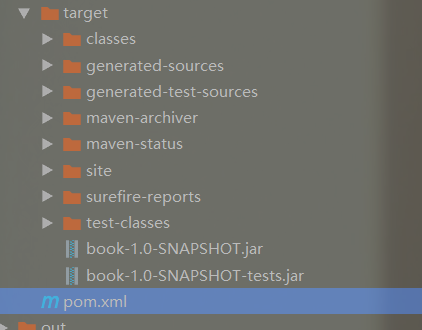 target
classes
generated-sources
generated-test-sources
maven-archiver
maven-status
site
surefire-reports
test-classes
book-1.0-SNAPSHOT.jar
book-1.0-SNAPSHOT-tests.jar
pom.xml
out